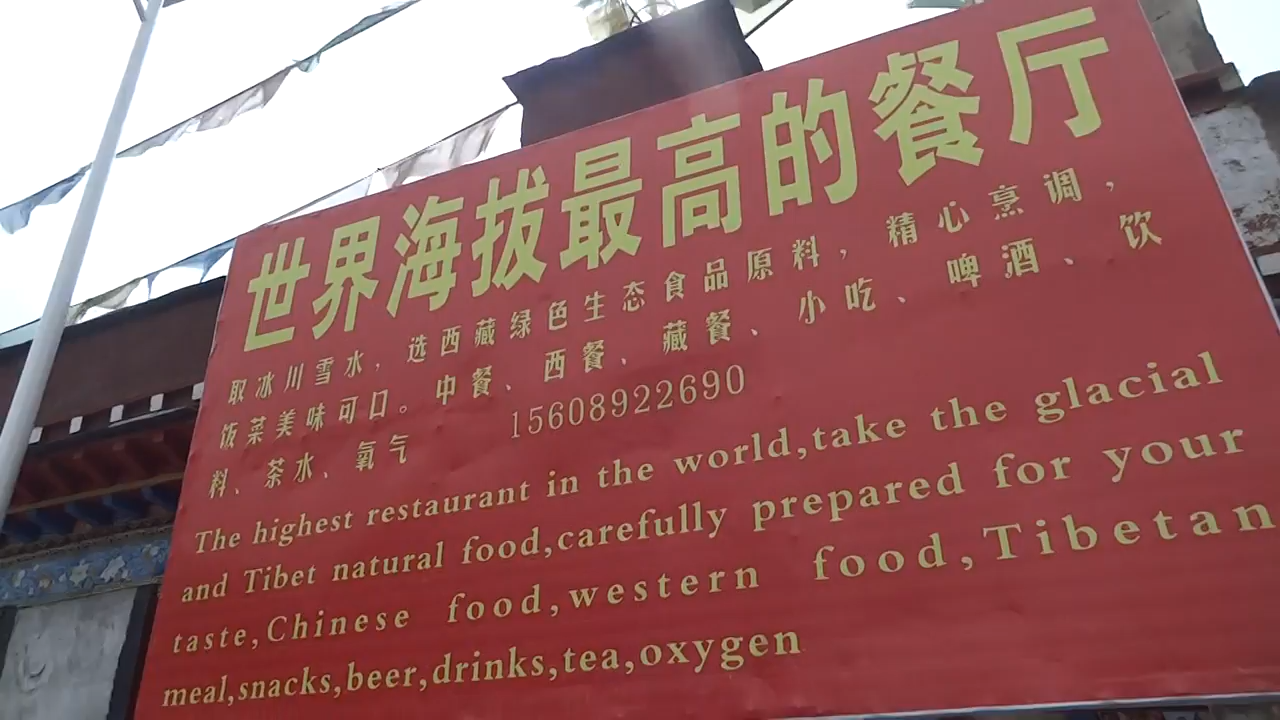 世界海拔最高的餐厅
取冰川雪水，选西藏绿色生态食品原料，精心烹调，
饭菜美味可口。中餐、西餐、藏餐、小吃、啤酒、饮
料、茶水、氧气 15608922690
The highest restaurant in the world,take the glacial
and Tibet natural food,carefully prepared for your
taste,Chinese food,western food,Tibetan
meal,snacks,beer,drinks,tea,oxygen